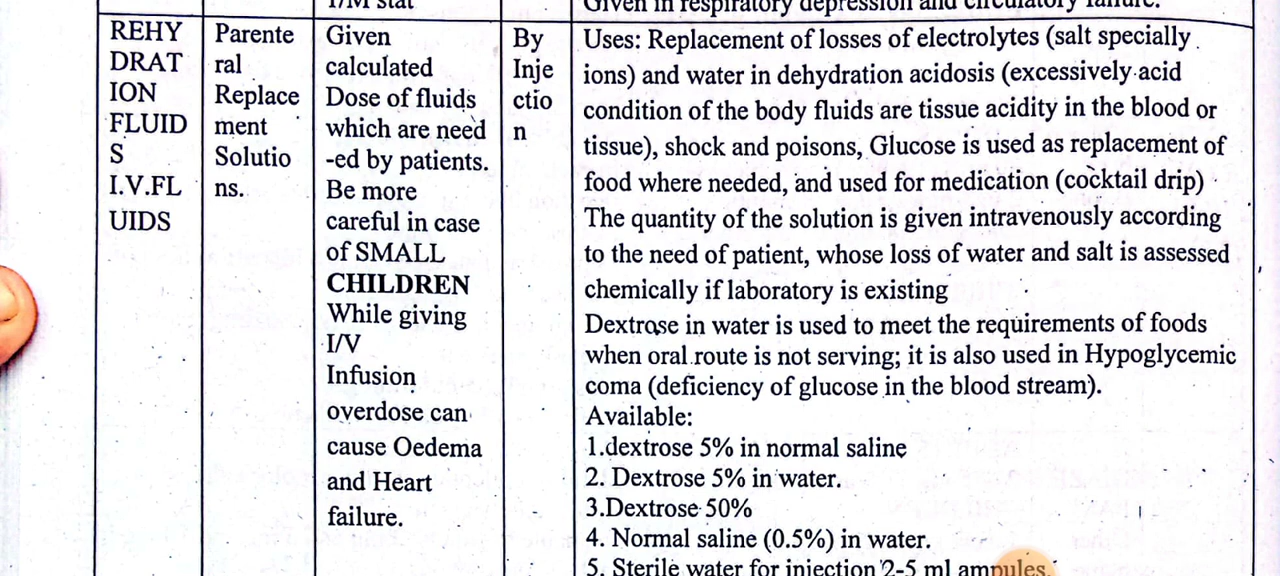 I/M stat
Given in respiratory depression and circulatory failure.
REHY
DRAT
ION
FLUID
S
I.V.FL
UIDS
Parente
ral
Replace
ment
Solutio
ns.
Given
calculated
Dose of fluids
which are need
-ed by patients.
Be more
careful in case
of SMALL
CHILDREN
While giving
I/V
Infusion
overdose can
cause Oedema
and Heart
failure.
By
Inje
ctio
n
Uses: Replacement of losses of electrolytes (salt specially
ions) and water in dehydration acidosis (excessively acid
condition of the body fluids are tissue acidity in the blood or
tissue), shock and poisons, Glucose is used as replacement of
food where needed, and used for medication (cocktail drip)
The quantity of the solution is given intravenously according
to the need of patient, whose loss of water and salt is assessed
chemically if laboratory is existing
Dextrose in water is used to meet the requirements of foods
when oral route is not serving; it is also used in Hypoglycemic
coma (deficiency of glucose in the blood stream).
Available:
1.dextrose 5% in normal saline
2. Dextrose 5% in water.
3.Dextrose 50%
4. Normal saline (0.5%) in water.
5. Sterile water for injection 2-5 ml ampules.